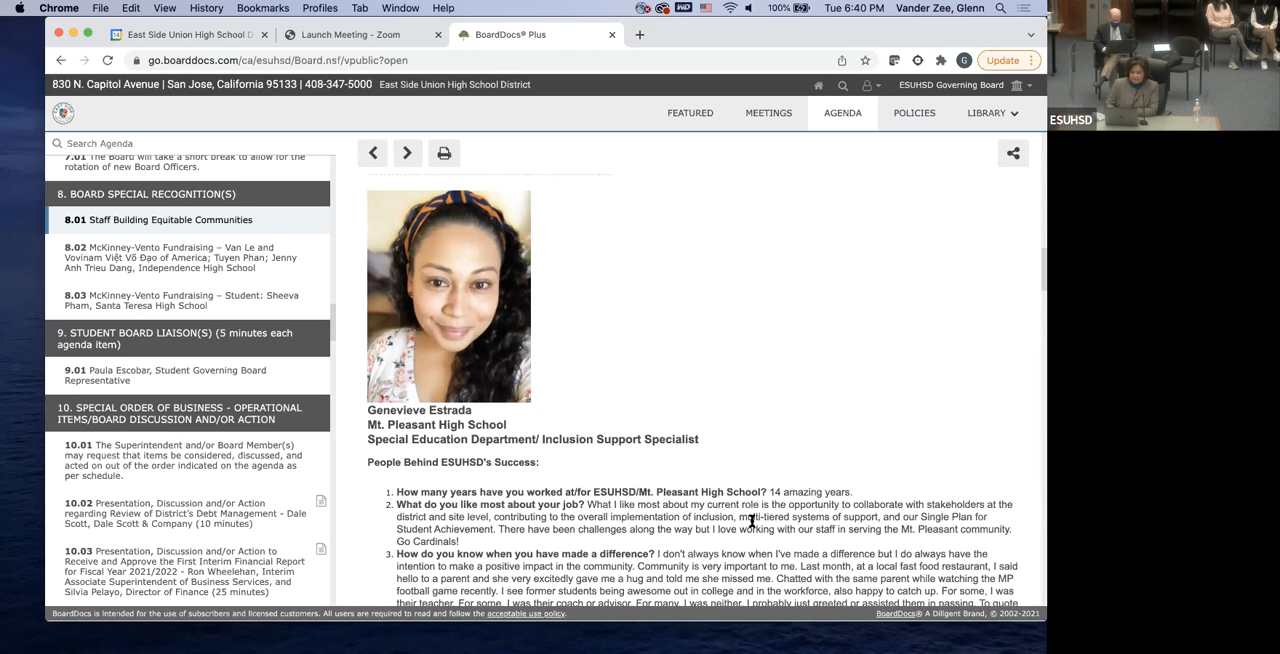 Chrome File Edit View History Bookmarks Profiles Tab Window Help
100% Tue 6:40 PM Vander Zee, Glenn
East Side Union High School D
Launch Meeting - Zoom
BoardDocs® Plus
go.boarddocs.com/ca/esuhsd/Board.nsf/vpublic?open
G
Update
830 N. Capitol Avenue | San Jose, California 95133 | 408-347-5000 East Side Union High School District
ESUHSD Governing Board
FEATURED MEETINGS AGENDA POLICIES LIBRARY
ESUHSD
Search Agenda
7.01 The Board will take a short break to allow for the
rotation of new Board Officers.
8. BOARD SPECIAL RECOGNITION(S)
8.01 Staff Building Equitable Communities
8.02 McKinney-Vento Fundraising – Van Le and
Vovinam Việt Võ Đạo of America; Tuyen Phan; Jenny
Anh Trieu Dang, Independence High School
8.03 McKinney-Vento Fundraising – Student: Sheeva
Pham, Santa Teresa High School
9. STUDENT BOARD LIAISON(S) (5 minutes each
agenda item)
9.01 Paula Escobar, Student Governing Board
Representative
10. SPECIAL ORDER OF BUSINESS - OPERATIONAL
ITEMS/BOARD DISCUSSION AND/OR ACTION
10.01 The Superintendent and/or Board Member(s)
may request that items be considered, discussed, and
acted on out of the order indicated on the agenda as
per schedule.
10.02 Presentation, Discussion and/or Action
regarding Review of District's Debt Management - Dale
Scott, Dale Scott & Company (10 minutes)
10.03 Presentation, Discussion and/or Action to
Receive and Approve the First Interim Financial Report
for Fiscal Year 2021/2022 - Ron Wheelehan, Interim
Associate Superintendent of Business Services, and
Silvia Pelayo, Director of Finance (25 minutes)
Genevieve Estrada
Mt. Pleasant High School
Special Education Department/ Inclusion Support Specialist
People Behind ESUHSD's Success:
1. How many years have you worked at/for ESUHSD/Mt. Pleasant High School? 14 amazing years.
2. What do you like most about your job? What I like most about my current role is the opportunity to collaborate with stakeholders at the
district and site level, contributing to the overall implementation of inclusion, multi-tiered systems of support, and our Single Plan for
Student Achievement. There have been challenges along the way but I love working with our staff in serving the Mt. Pleasant community.
Go Cardinals!
3. How do you know when you have made a difference? I don't always know when I've made a difference but I do always have the
intention to make a positive impact in the community. Community is very important to me. Last month, at a local fast food restaurant, I said
hello to a parent and she very excitedly gave me a hug and told me she missed me. Chatted with the same parent while watching the MP
football game recently. I see former students being awesome out in college and in the workforce, also happy to catch up. For some, I was
their teacher. For some, I was their coach or advisor. For many, I was neither. I probably just greeted or assisted them in passing. To quote
BoardDocs is intended for the use of subscribers and licensed customers. All users are required to read and follow the acceptable use policy.
BoardDocs® A Diligent Brand, © 2002-2021